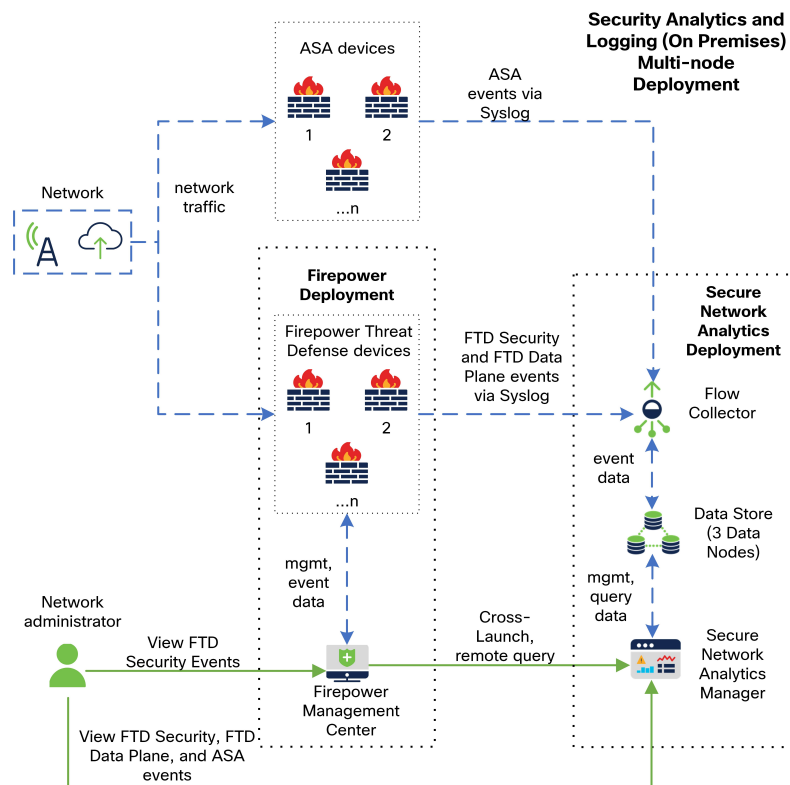 Security Analytics and
Logging (On Premises)
Multi-node
Deployment
ASA devices
1
2
...n
ASA
events via
Syslog
Network
network
traffic
Firepower
Deployment
Firepower Threat
Defense devices
1
2
...n
FTD Security
and FTD Data
Plane events
via Syslog
Secure
Network
Analytics
Deployment
Flow
Collector
event
data
Data Store
(3 Data
Nodes)
mgmt,
event
data
mgmt,
query
data
Network
administrator
View FTD
Security Events
Cross-
Launch,
remote query
Secure
Network
Analytics
Manager
Firepower
Management
Center
View FTD Security, FTD
Data Plane, and ASA
events